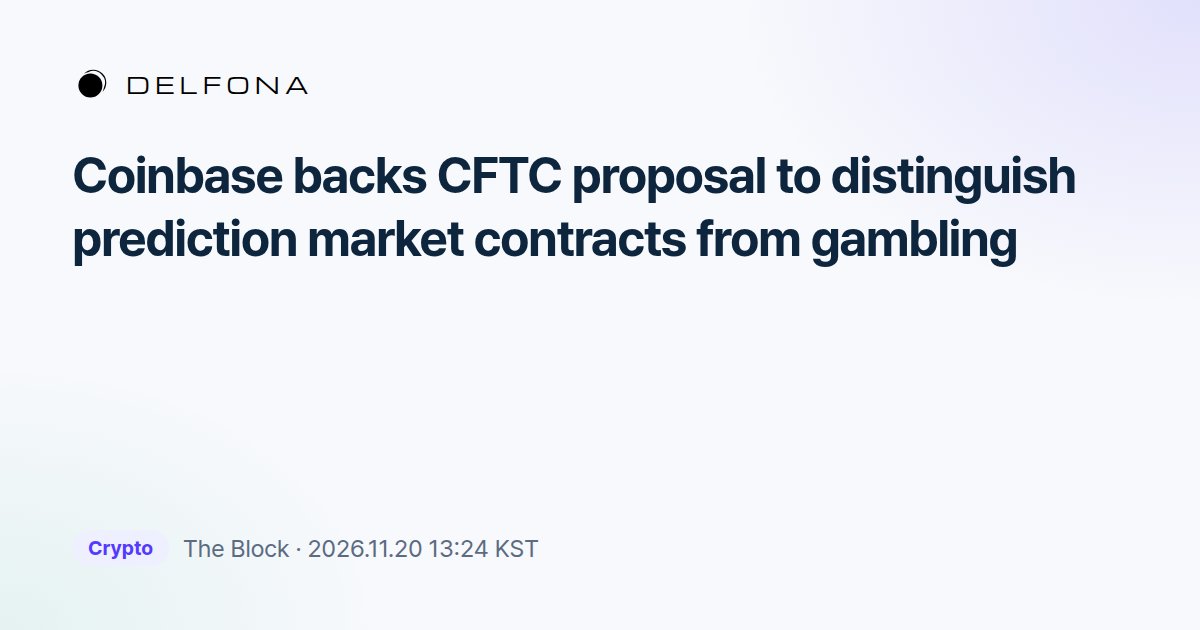 DELFONA
Coinbase backs CFTC proposal to distinguish
prediction market contracts from gambling
Crypto The Block · 2026.11.20 13:24 KST